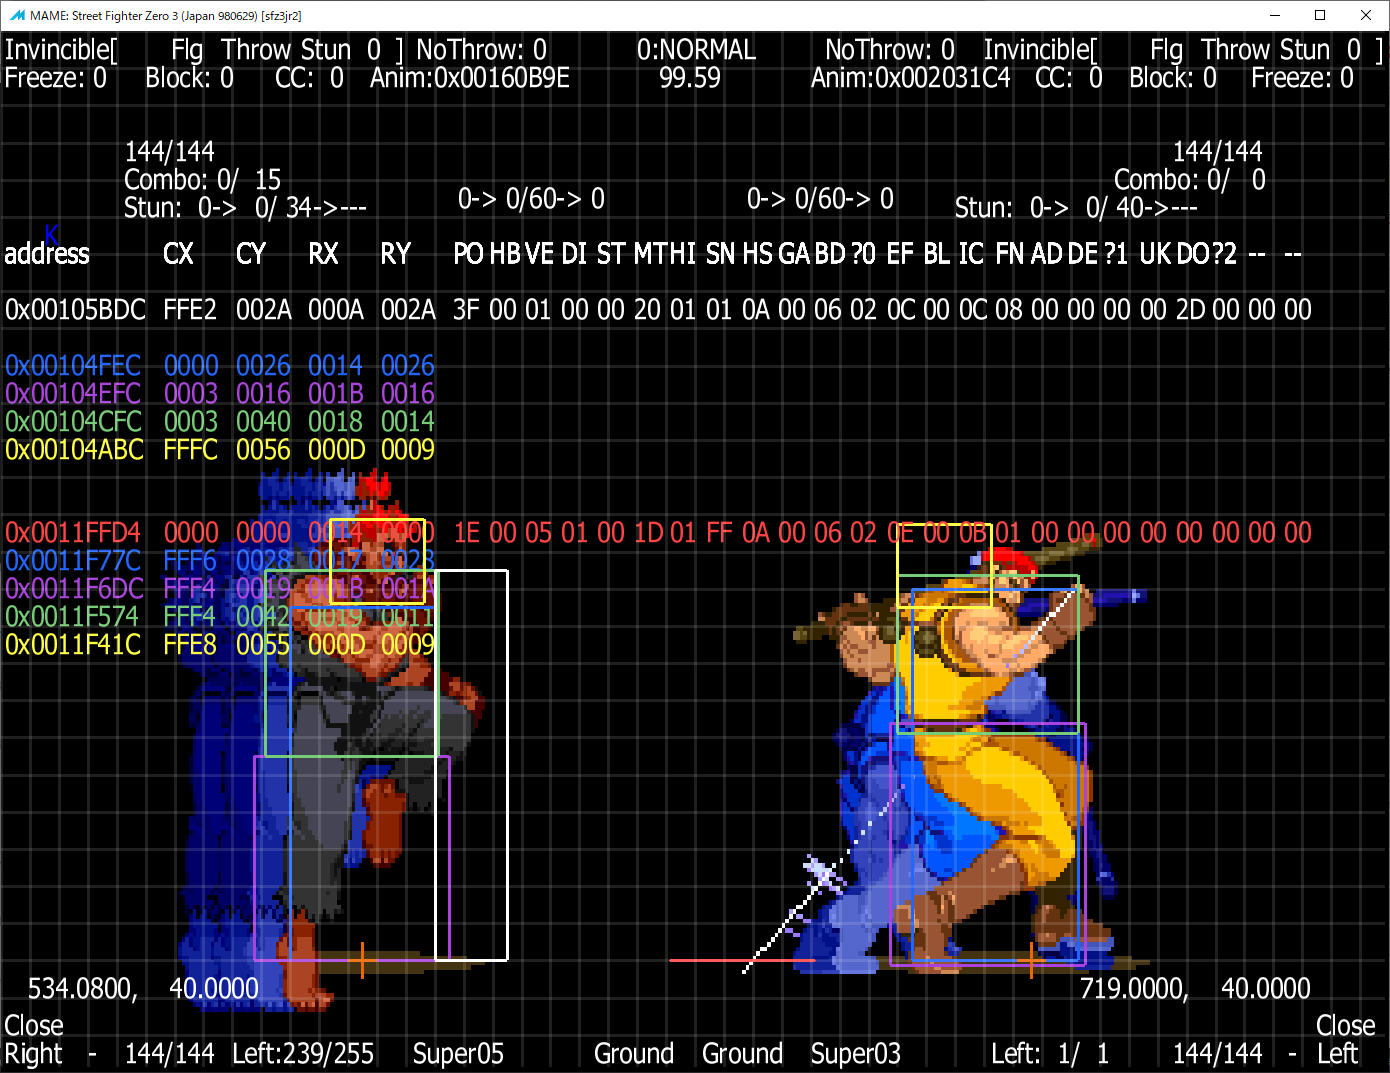 MAME: Street Fighter Zero 3 (Japan 980629) [sfz3jr2]
Invincible[ Flg Throw Stun 0 ] NoThrow: 0 0:NORMAL NoThrow: 0 Invincible[ Flg Throw Stun 0 ]
Freeze: 0 Block: 0 CC: 0 Anim:0x00160B9E 99.59 Anim:0x002031C4 CC: 0 Block: 0 Freeze: 0
144/144 144/144
Combo: 0/ 15 Combo: 0/ 0
Stun: 0-> 0/ 34->--- 0-> 0/60-> 0 0-> 0/60-> 0 Stun: 0-> 0/ 40->---
K
address CX CY RX RY PO HB VE DI ST MT HI SN HS GA BD ?0 EF BL IC FN AD DE ?1 UK DO ?2 -- --
0x00105BDC FFE2 002A 000A 002A 3F 00 01 00 00 20 01 01 0A 00 06 02 0C 00 0C 08 00 00 00 00 2D 00 00 00
0x00104FEC 0000 0026 0014 0026
0x00104EFC 0003 0016 001B 0016
0x00104CFC 0003 0040 0018 0014
0x00104ABC FFFC 0056 000D 0009
0x0011FFD4 0000 0000 0014 0000 1E 00 05 01 00 1D 01 FF 0A 00 06 02 0E 00 0B 01 00 00 00 00 00 00 00 00
0x0011F77C FFF6 0028 0017 0028
0x0011F6DC FFF4 0019 001B 001A
0x0011F574 FFF4 0042 0019 0011
0x0011F41C FFE8 0055 000D 0009
534.0800, 40.0000 719.0000, 40.0000
Close Close
Right - 144/144 Left:239/255 Super05 Ground Ground Super03 Left: 1/ 1 144/144 - Left